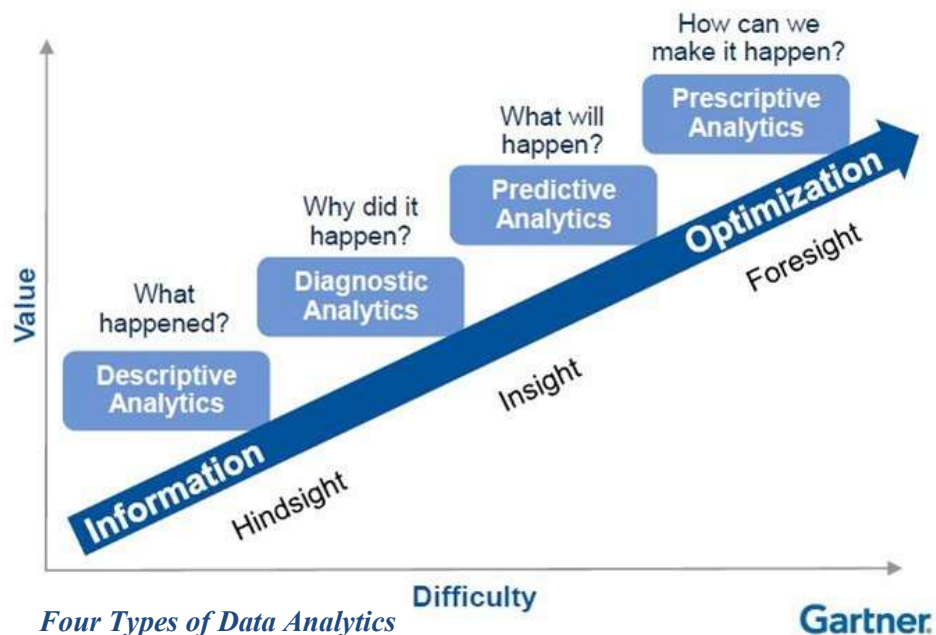 How can we
make it happen?
Prescriptive
Analytics
What will
happen?
Predictive
Analytics
Why did it
happen?
Diagnostic
Analytics
What
happened?
Descriptive
Analytics
Value
Information
Optimization
Hindsight
Insight
Foresight
Difficulty
Four Types of Data Analytics
Gartner.